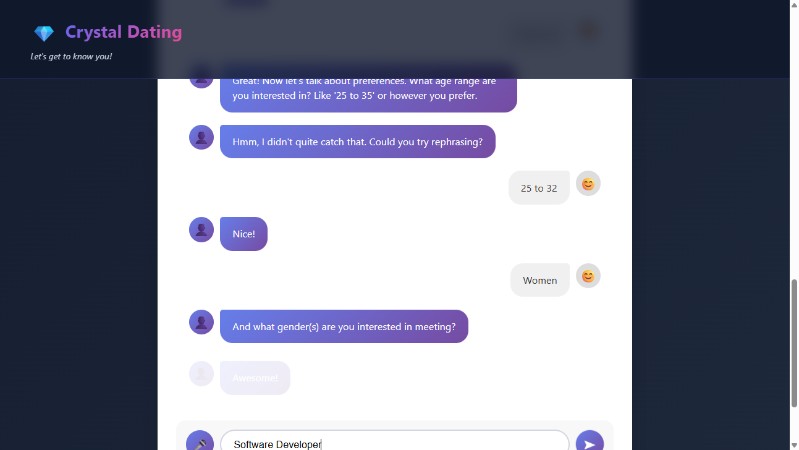 Crystal Dating
Let's get to know you!
Great! Now let's talk about preferences. What age range are
you interested in? Like '25 to 35' or however you prefer.
Hmm, I didn't quite catch that. Could you try rephrasing?
25 to 32
Nice!
Women
And what gender(s) are you interested in meeting?
Awesome!
Software Developer